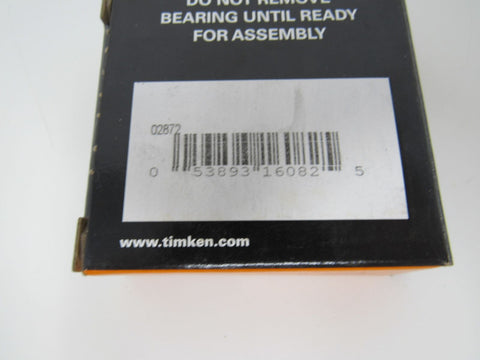 DO NOT REMOVE
BEARING UNTIL READY
FOR ASSEMBLY
02872
0 53893 16082 5
www.timken.com